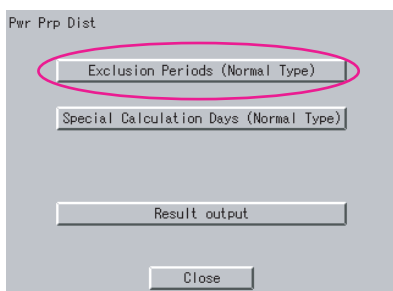 Pwr Prp Dist
Exclusion Periods (Normal Type)
Special Calculation Days (Normal Type)
Result output
Close